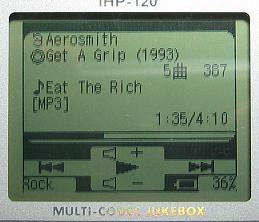 iHP-120
Aerosmith
Get A Grip (1993)
5曲 387
Eat The Rich
[MP3]
1:35/4:10
+
-
Rock 36%
MULTi-CODEC JUKEBOX